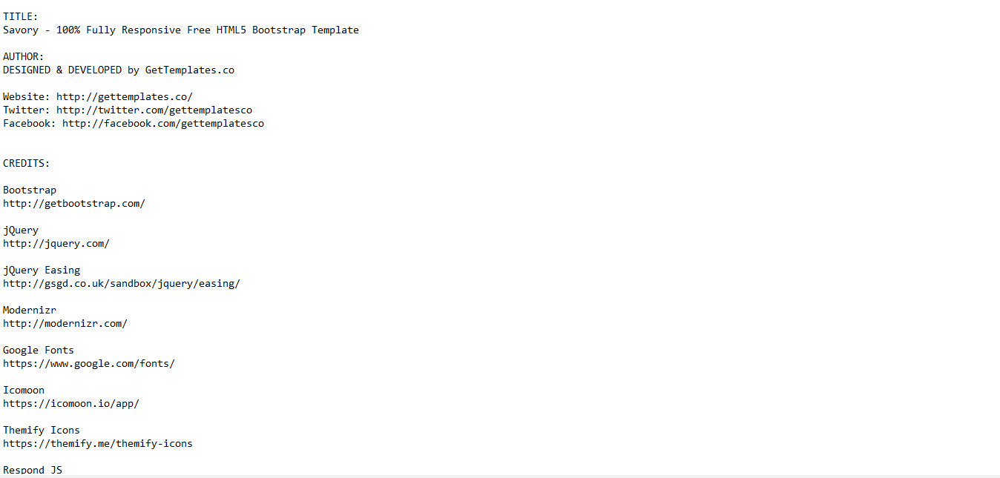 TITLE:
Savory - 100% Fully Responsive Free HTML5 Bootstrap Template
AUTHOR:
DESIGNED & DEVELOPED by GetTemplates.co
Website: http://gettemplates.co/
Twitter: http://twitter.com/gettemplatesco
Facebook: http://facebook.com/gettemplatesco
CREDITS:
Bootstrap
http://getbootstrap.com/
jQuery
http://jquery.com/
jQuery Easing
http://gsgd.co.uk/sandbox/jquery/easing/
Modernizr
http://modernizr.com/
Google Fonts
https://www.google.com/fonts/
Icomoon
https://icomoon.io/app/
Themify Icons
https://themify.me/themify-icons
Respond JS